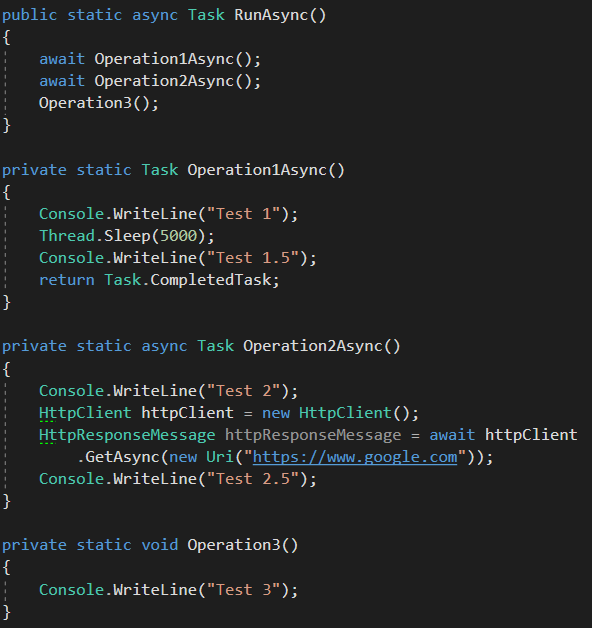 public static async Task RunAsync()
{
    await Operation1Async();
    await Operation2Async();
    Operation3();
}

private static Task Operation1Async()
{
    Console.WriteLine("Test 1");
    Thread.Sleep(5000);
    Console.WriteLine("Test 1.5");
    return Task.CompletedTask;
}

private static async Task Operation2Async()
{
    Console.WriteLine("Test 2");
    HttpClient httpClient = new HttpClient();
    HttpResponseMessage httpResponseMessage = await httpClient
        .GetAsync(new Uri("https://www.google.com"));
    Console.WriteLine("Test 2.5");
}

private static void Operation3()
{
    Console.WriteLine("Test 3");
}